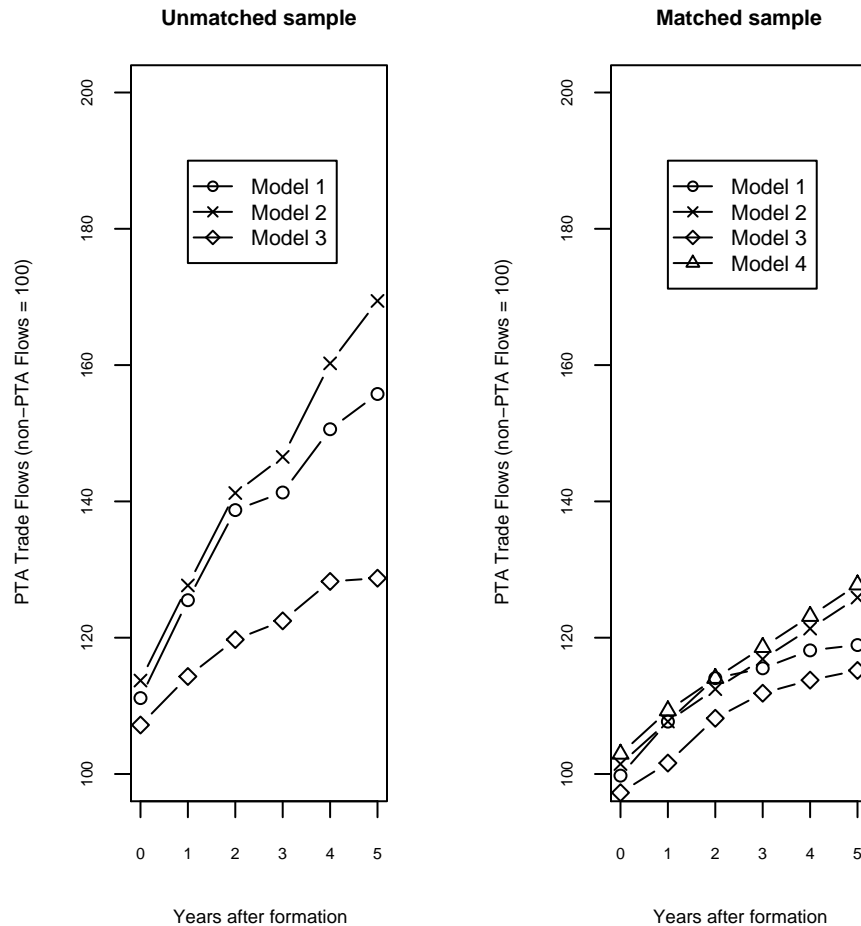 Unmatched sample
PTA Trade Flows (non−PTA Flows = 100)
200
180
160
140
120
100
Model 1
Model 2
Model 3
0 1 2 3 4 5
Years after formation
Matched sample
PTA Trade Flows (non−PTA Flows = 100)
200
180
160
140
120
100
Model 1
Model 2
Model 3
Model 4
0 1 2 3 4 5
Years after formation